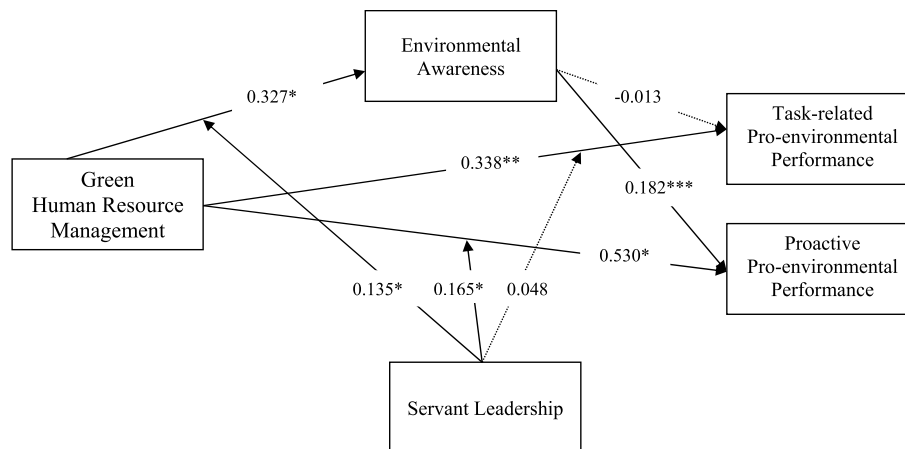 Environmental
Awareness
0.327*
-0.013
Task-related
Pro-environmental
Performance
0.338**
Green
Human Resource
Management
0.182***
Proactive
Pro-environmental
Performance
0.530*
0.135*
0.165*
0.048
Servant Leadership